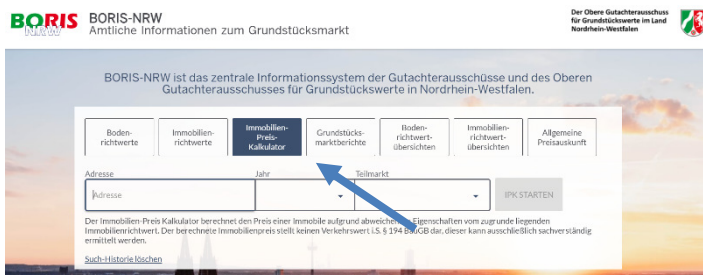 BORIS
NRW
BORIS-NRW
Amtliche Informationen zum Grundstücksmarkt
Der Obere Gutachterausschuss
für Grundstückswerte im Land
Nordrhein-Westfalen
BORIS-NRW ist das zentrale Informationssystem der Gutachterausschüsse und des Oberen
Gutachterausschusses für Grundstückswerte in Nordrhein-Westfalen.
Boden-
richtwerte
Immobilien-
richtwerte
Immobilien-
Preis-
Kalkulator
Grundstücks-
marktberichte
Boden-
richtwert-
übersichten
Immobilien-
richtwert-
übersichten
Allgemeine
Preisauskunft
Adresse Jahr Teilmarkt
Adresse
IPK STARTEN
Der Immobilien-Preis Kalkulator berechnet den Preis einer Immobile aufgrund Eigenschaften vom zugrunde liegenden
Immobilienrichtwert. Der berechnete Immobilienpreis stellt keinen Verkehrswert i.S. § 194 BauGB dar, dieser kann ausschließlich sachverständig
ermittelt werden.
Such-Historie löschen